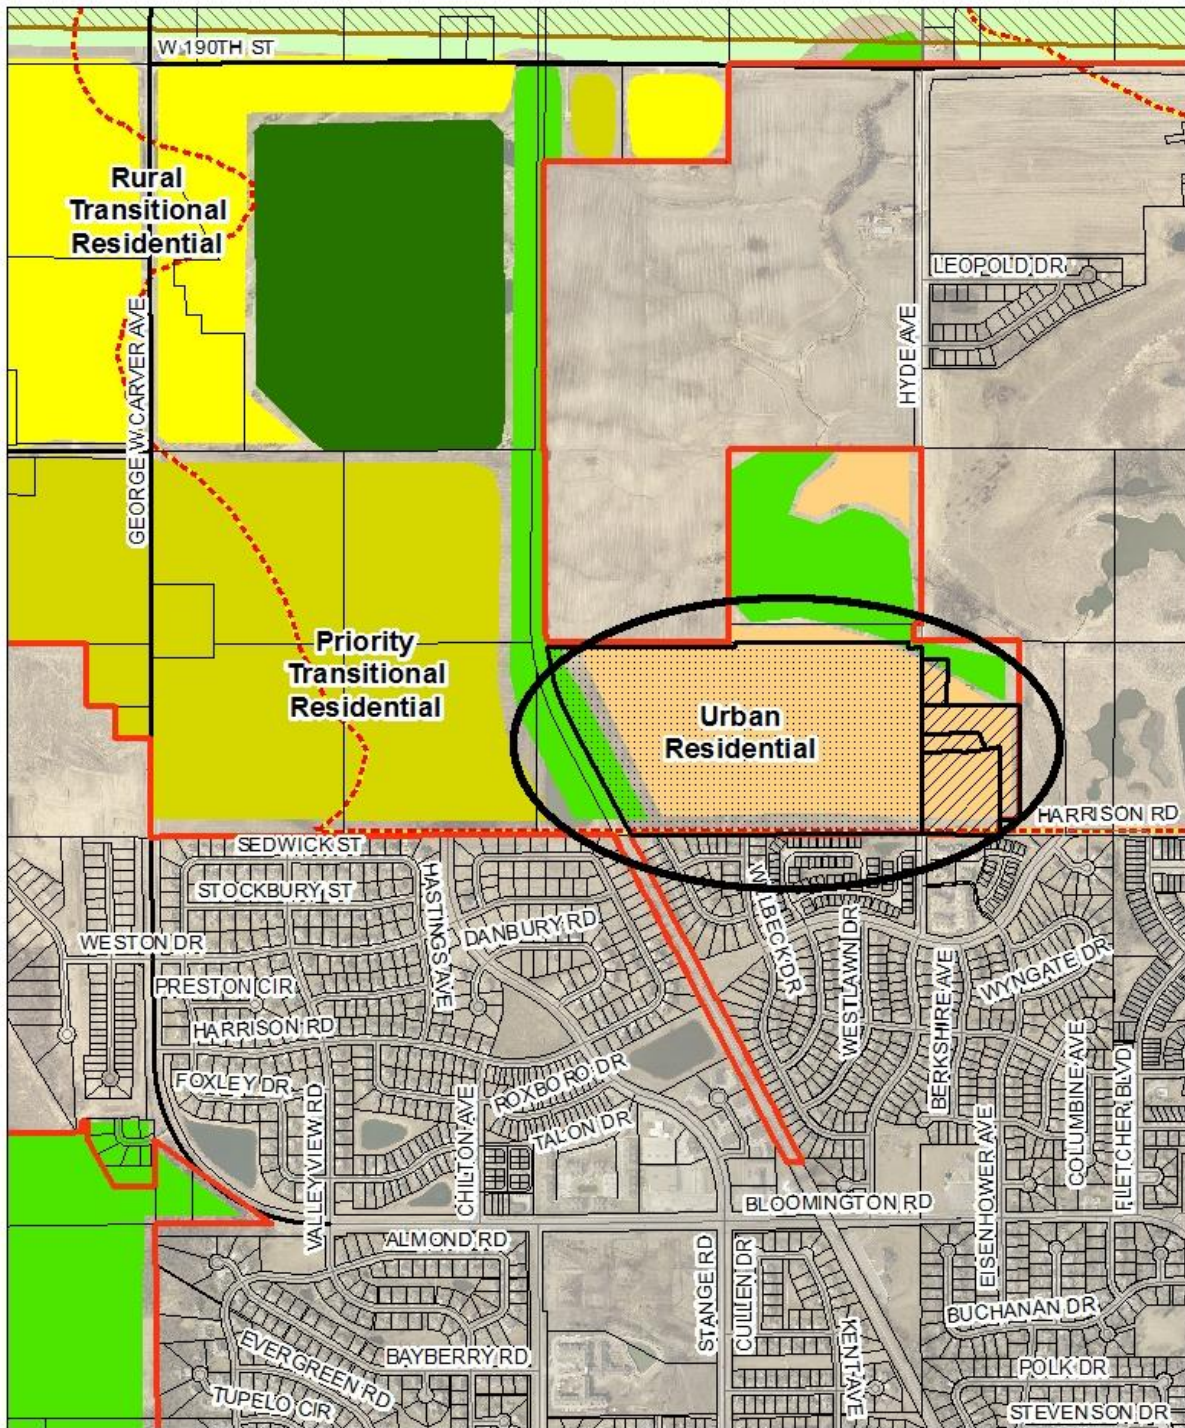 W 190TH ST
Rural
Transitional
Residential
LEOPOLD DR
GEORGE W CARVER AVE
HYDE AVE
Priority
Transitional
Residential
Urban
Residential
HARRISON RD
SEDWICK ST
STOCKBURY ST
HASTINGS AVE
DANBURY RD
WILBECK DR
WESTLAWN DR
WESTON DR
PRESTON CIR
BERKSHIRE AVE
WYNGATE DR
HARRISON RD
FOXLEY DR
VALLEYVIEW RD
CHILTON AVE
ROXBORO DR
TALON DR
EISENHOWER AVE
COLUMBINE AVE
FLETCHER BLVD
BLOOMINGTON RD
ALMOND RD
STANGE RD
CULLEN DR
KENT AVE
BUCHANAN DR
EVERGREEN RD
BAYBERRY RD
POLK DR
TUPELO CIR
STEVENSON DR